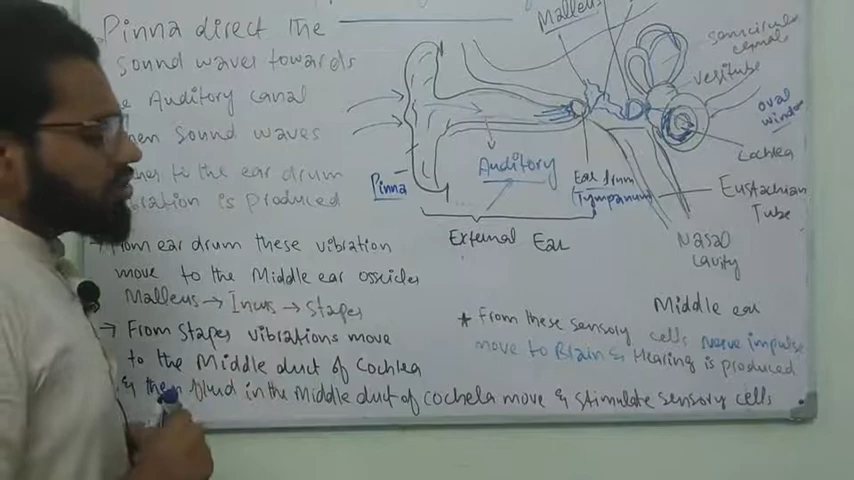 Pinna direct the
sound waves towards
Auditory canal
sound waves
to the ear drum
is produced
from ear drum these vibration
move to the Middle ear ossicles
Malleus → Incus → stapes
→ From stapes vibrations move
to the Middle duct of Cochlea
& then fluid in the Middle duct of cochela move & stimulate sensory cells
* From these sensory cells nerve impulse
move to Brain & Hearing is produced
Malleus
semicircular
canals
vestibule
oval
window
Cochlea
Pinna
Auditory
Ear drum
(Tympanum)
Eustachian
Tube
External Ear
Nasal
cavity
Middle ear